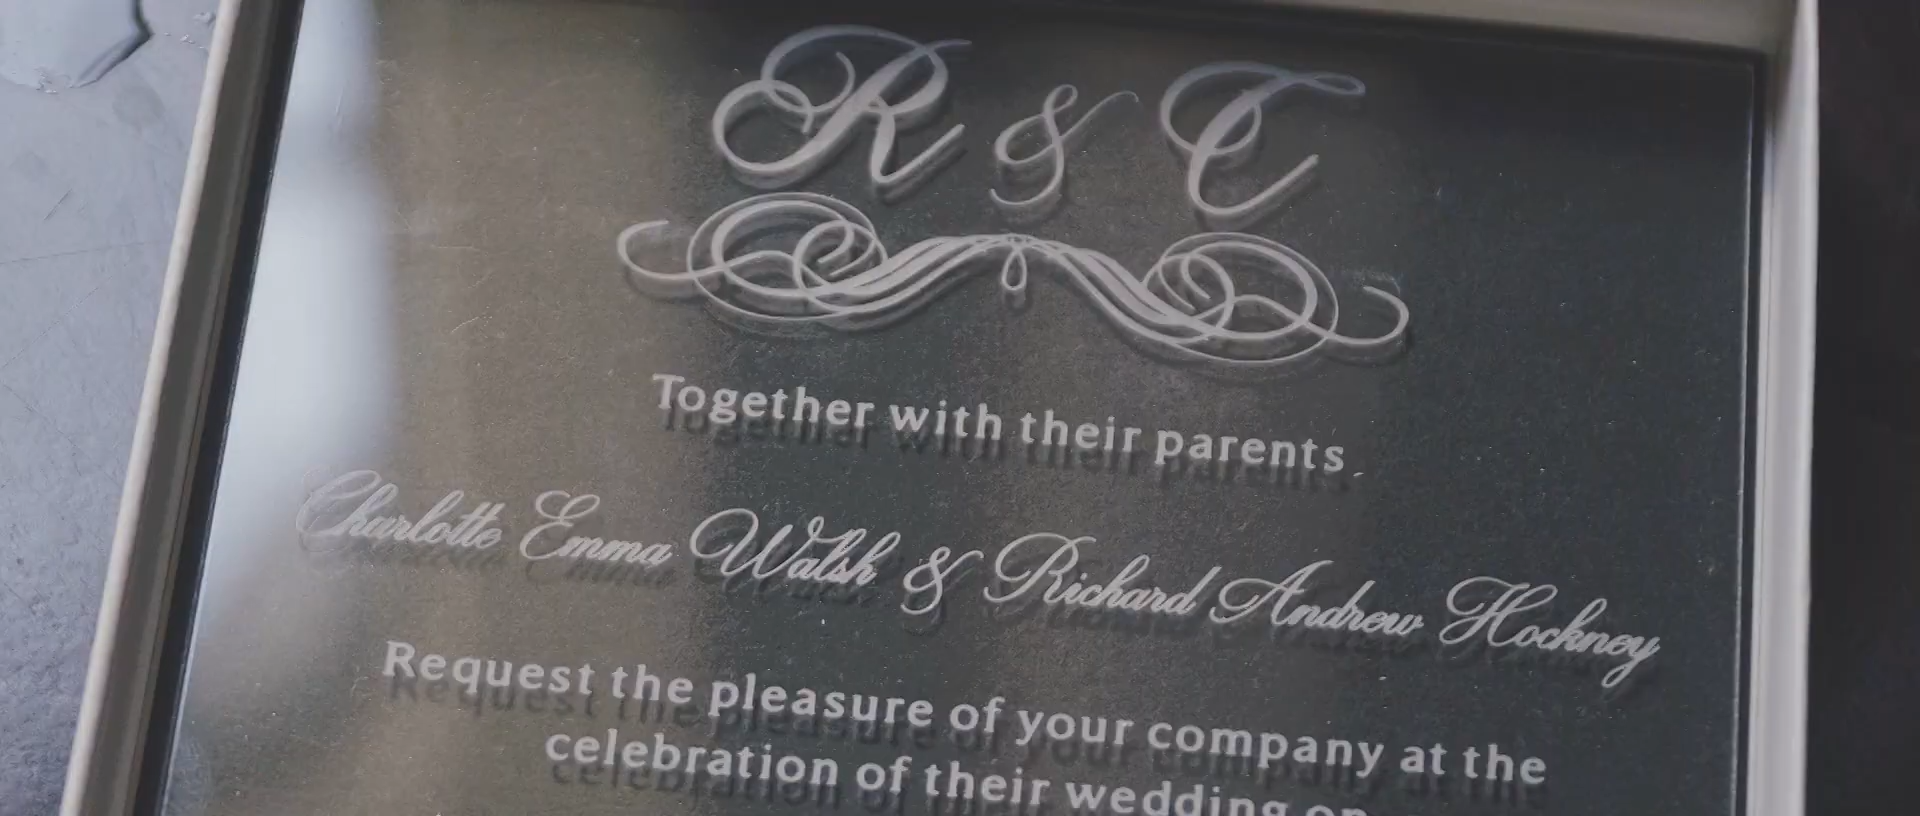 R & C
Together with their parents
Charlotte Emma Walsh & Richard Andrew Hockney
Request the pleasure of your company at the
celebration of their wedding on